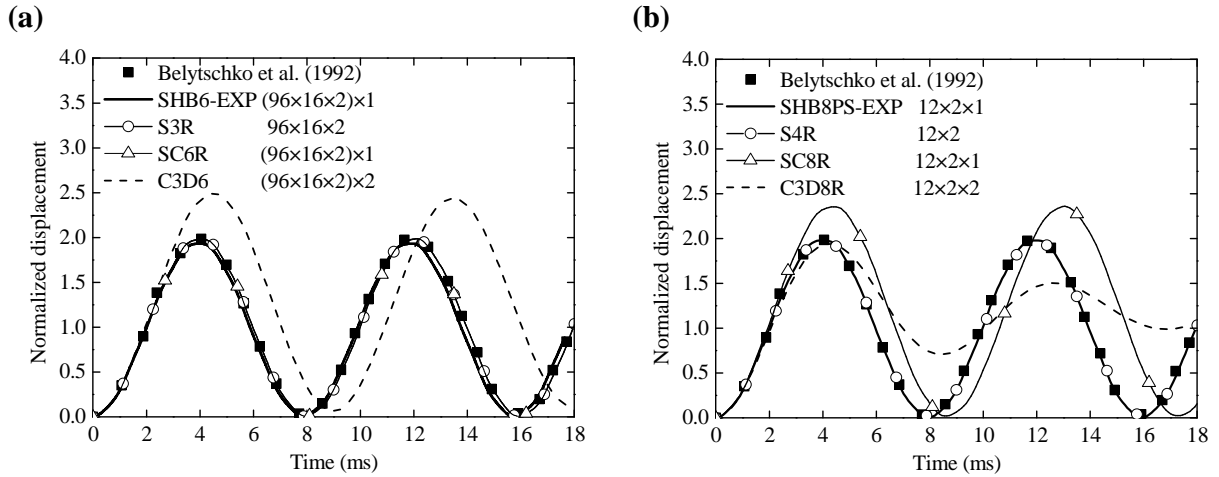 (a)
4.0
3.5
3.0
2.5
2.0
1.5
1.0
0.5
0.0
Normalized displacement
Belytschko et al. (1992)
SHB6-EXP (96×16×2)×1
S3R 96×16×2
SC6R (96×16×2)×1
C3D6 (96×16×2)×2
0 2 4 6 8 10 12 14 16 18
Time (ms)
(b)
4.0
3.5
3.0
2.5
2.0
1.5
1.0
0.5
0.0
Normalized displacement
Belytschko et al. (1992)
SHB8PS-EXP 12×2×1
S4R 12×2
SC8R 12×2×1
C3D8R 12×2×2
0 2 4 6 8 10 12 14 16 18
Time (ms)